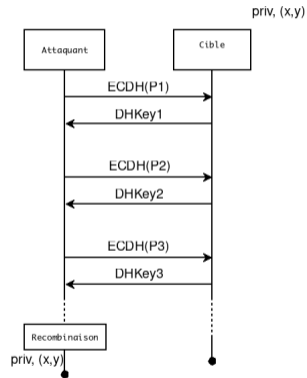 priv, (x,y)
Attaquant
Cible
ECDH(P1)
DHKey1
ECDH(P2)
DHKey2
ECDH(P3)
DHKey3
Recombinaison
priv, (x,y)